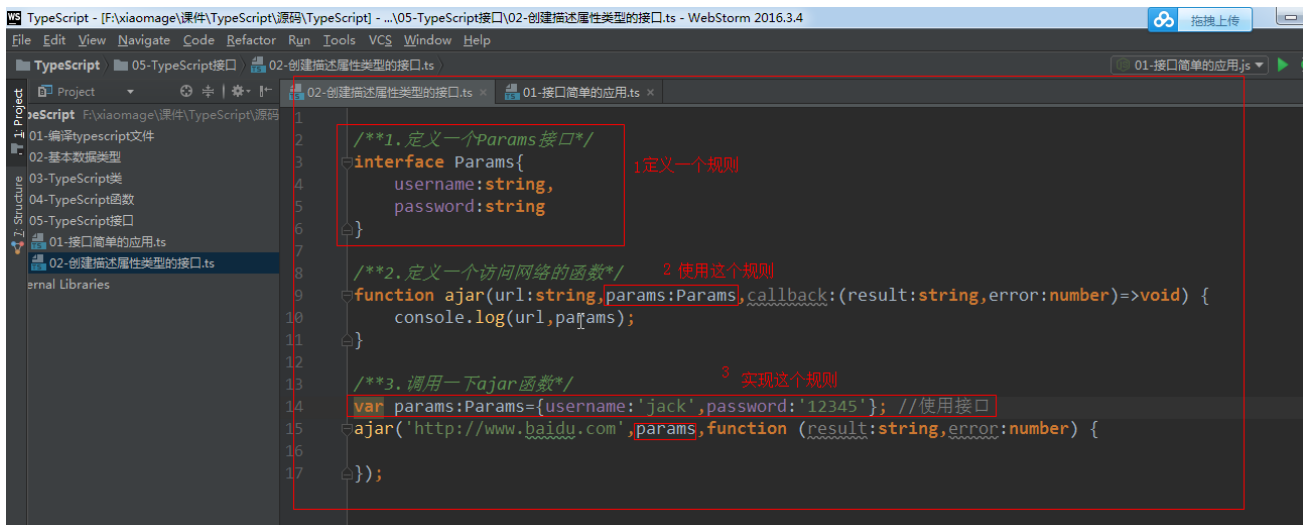 WS TypeScript - [F:\xiaomage\课件\TypeScript\源码\TypeScript] - ...\05-TypeScript接口\02-创建描述属性类型的接口.ts - WebStorm 2016.3.4
拖拽上传
File Edit View Navigate Code Refactor Run Tools VCS Window Help
TypeScript 05-TypeScript接口 02-创建描述属性类型的接口.ts
01-接口简单的应用.js
1: Project
Project
02-创建描述属性类型的接口.ts ×
01-接口简单的应用.ts ×
peScript F:\xiaomage\课件\TypeScript\源码
01-编译typescript文件
02-基本数据类型
03-TypeScript类
04-TypeScript函数
05-TypeScript接口
01-接口简单的应用.ts
02-创建描述属性类型的接口.ts
ernal Libraries
7: Structure
1
2 /**1.定义一个Params接口*/
3 interface Params{
1定义一个规则
4 username:string,
5 password:string
6 }
7
8 /**2.定义一个访问网络的函数*/
2 使用这个规则
9 function ajar(url:string,params:Params,callback:(result:string,error:number)=>void) {
10 console.log(url,params);
11 }
12
13 /**3.调用一下ajar函数*/
3 实现这个规则
14 var params:Params={username:'jack',password:'12345'}; //使用接口
15 ajar('http://www.baidu.com',params,function (result:string,error:number) {
16
17 });